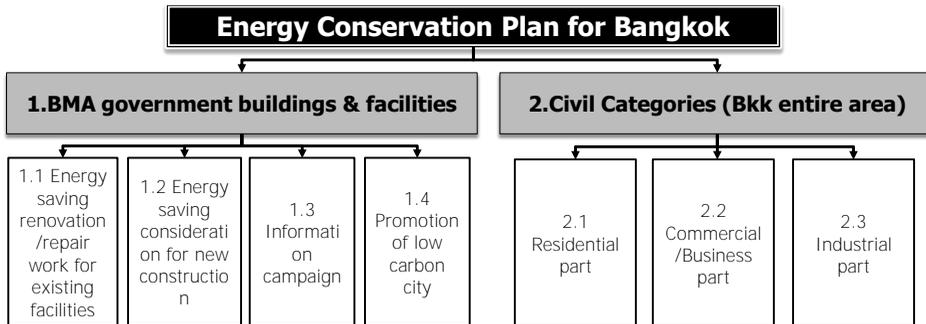 Energy Conservation Plan for Bangkok
1.BMA government buildings & facilities
2.Civil Categories (Bkk entire area)
1.1 Energy
saving
renovation
/repair
work for
existing
facilities
1.2 Energy
saving
considerati
on for new
constructio
n
1.3
Informati
on
campaign
1.4
Promotion
of low
carbon
city
2.1
Residential
part
2.2
Commercial
/Business
part
2.3
Industrial
part